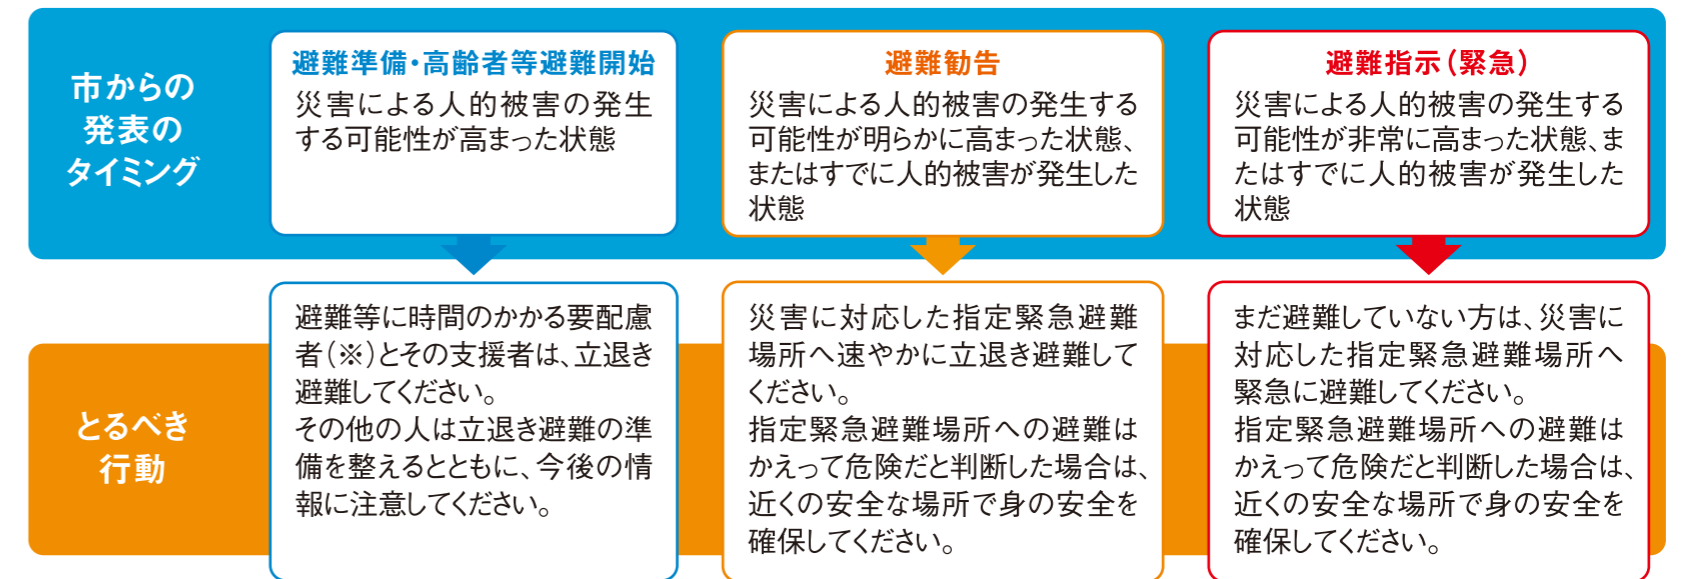 市からの
発表の
タイミング
避難準備・高齢者等避難開始
災害による人的被害の発生
する可能性が高まった状態
避難勧告
災害による人的被害の発生する
可能性が明らかに高まった状態、
またはすでに人的被害が発生した
状態
避難指示（緊急）
災害による人的被害の発生する
可能性が非常に高まった状態、ま
たはすでに人的被害が発生した
状態
とるべき
行動
避難等に時間のかかる要配慮
者（※）とその支援者は、立退き
避難してください。
その他の人は立退き避難の準
備を整えるとともに、今後の情
報に注意してください。
災害に対応した指定緊急避難
場所へ速やかに立退き避難して
ください。
指定緊急避難場所への避難は
かえって危険だと判断した場合は、
近くの安全な場所で身の安全を
確保してください。
まだ避難していない方は、災害に
対応した指定緊急避難場所へ
緊急に避難してください。
指定緊急避難場所への避難は
かえって危険だと判断した場合は、
近くの安全な場所で身の安全を
確保してください。